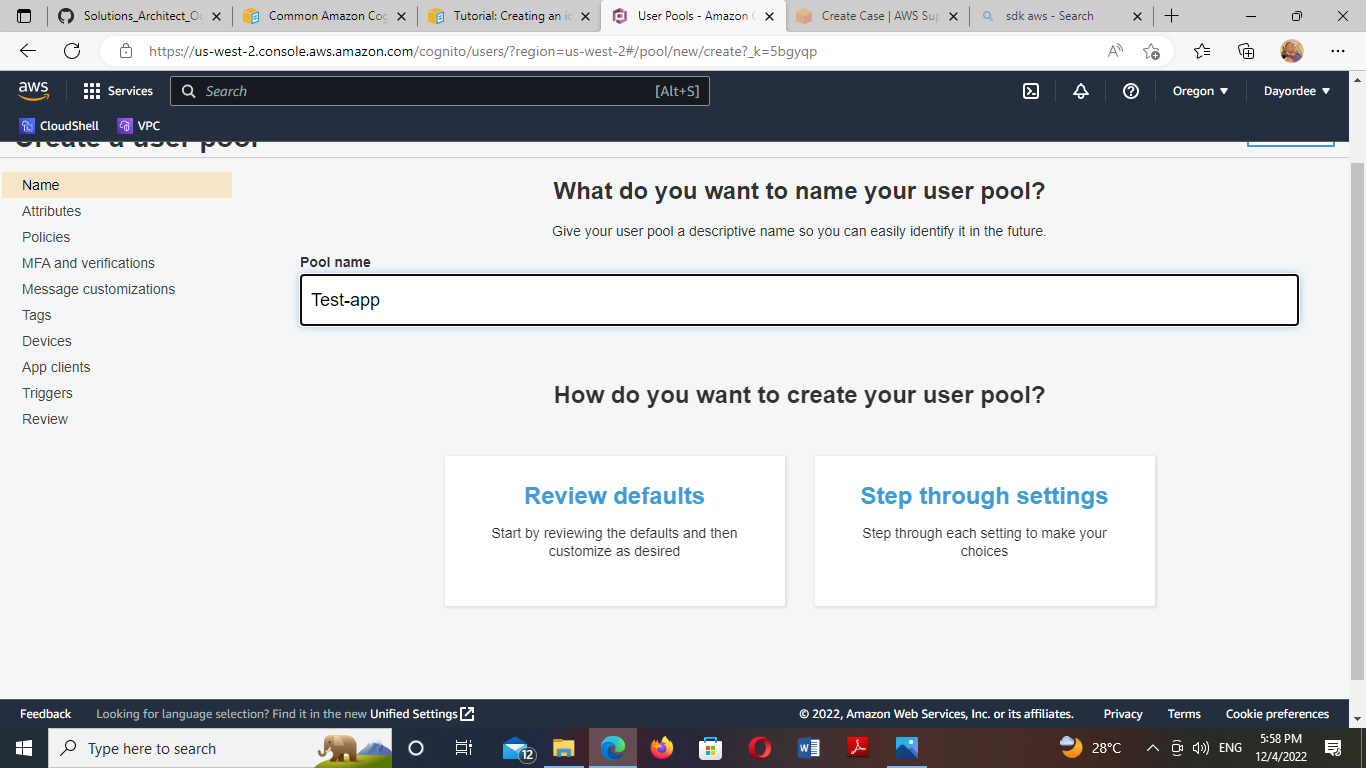 Solutions_Architect_Oc
Common Amazon Cog
Tutorial: Creating an i
User Pools - Amazon C
Create Case | AWS Sup
sdk aws - Search
https://us-west-2.console.aws.amazon.com/cognito/users/?region=us-west-2#/pool/new/create?_k=5bgyqp
aws
Services
Search
[Alt+S]
Oregon
Dayordee
CloudShell
VPC
Create a user pool
Name
Attributes
Policies
MFA and verifications
Message customizations
Tags
Devices
App clients
Triggers
Review
What do you want to name your user pool?
Give your user pool a descriptive name so you can easily identify it in the future.
Pool name
Test-app
How do you want to create your user pool?
Review defaults
Start by reviewing the defaults and then
customize as desired
Step through settings
Step through each setting to make your
choices
Feedback
Looking for language selection? Find it in the new Unified Settings
© 2022, Amazon Web Services, Inc. or its affiliates.
Privacy
Terms
Cookie preferences
Type here to search
12
28°C
ENG
5:58 PM
12/4/2022